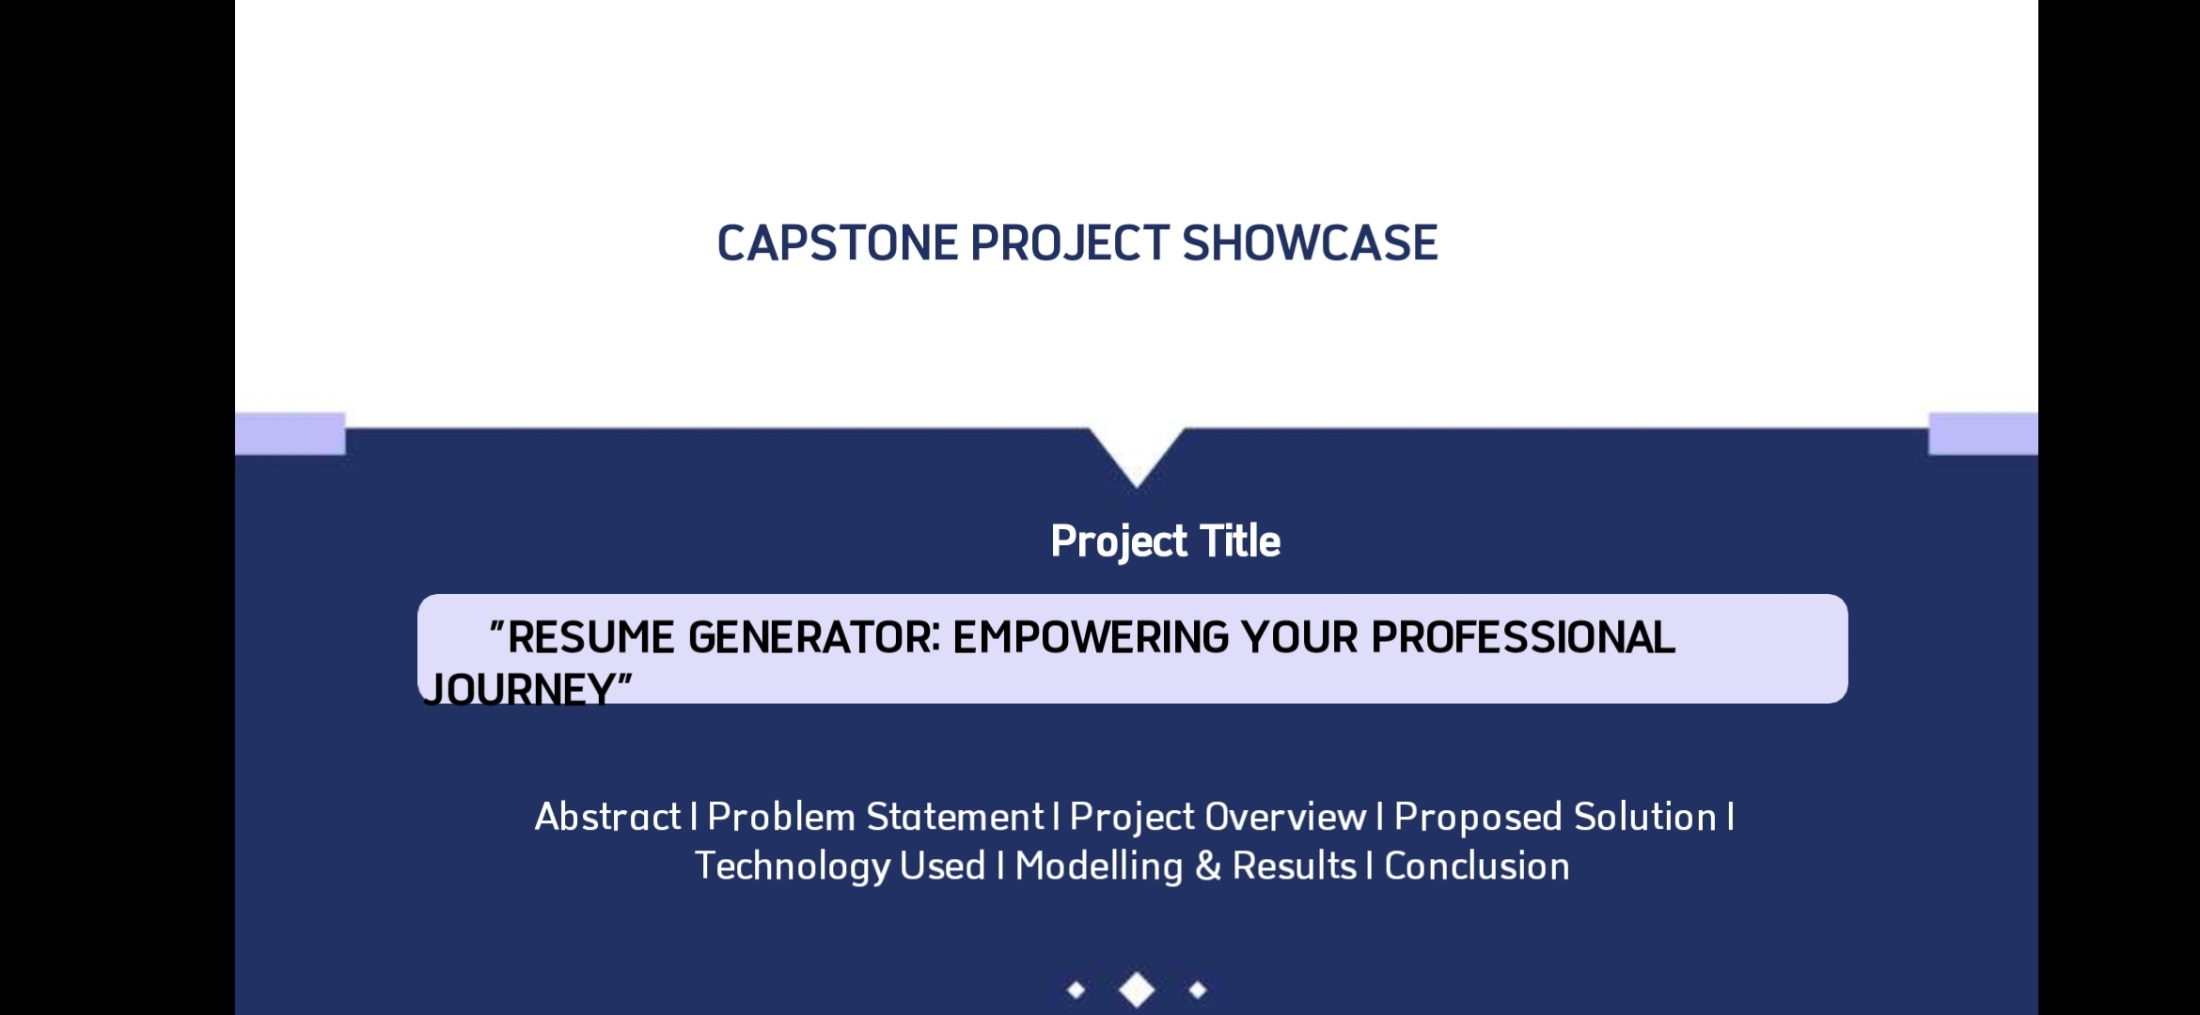 CAPSTONE PROJECT SHOWCASE
Project Title
"RESUME GENERATOR: EMPOWERING YOUR PROFESSIONAL
JOURNEY"
Abstract | Problem Statement | Project Overview | Proposed Solution |
Technology Used | Modelling & Results | Conclusion